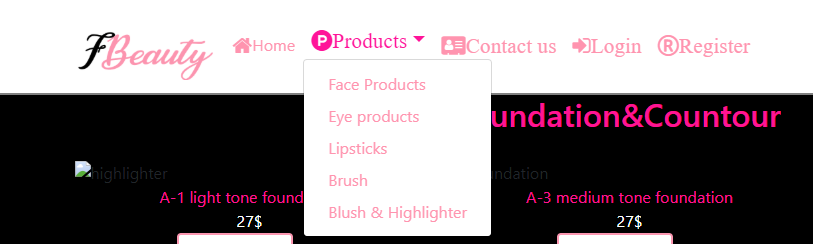 FBeauty Home Products Contact us Login Register
Face Products
Eye products
Lipsticks
Brush
Blush & Highlighter
undation&Countour
highlighter
undation
A-1 light tone found
A-3 medium tone foundation
27$
27$